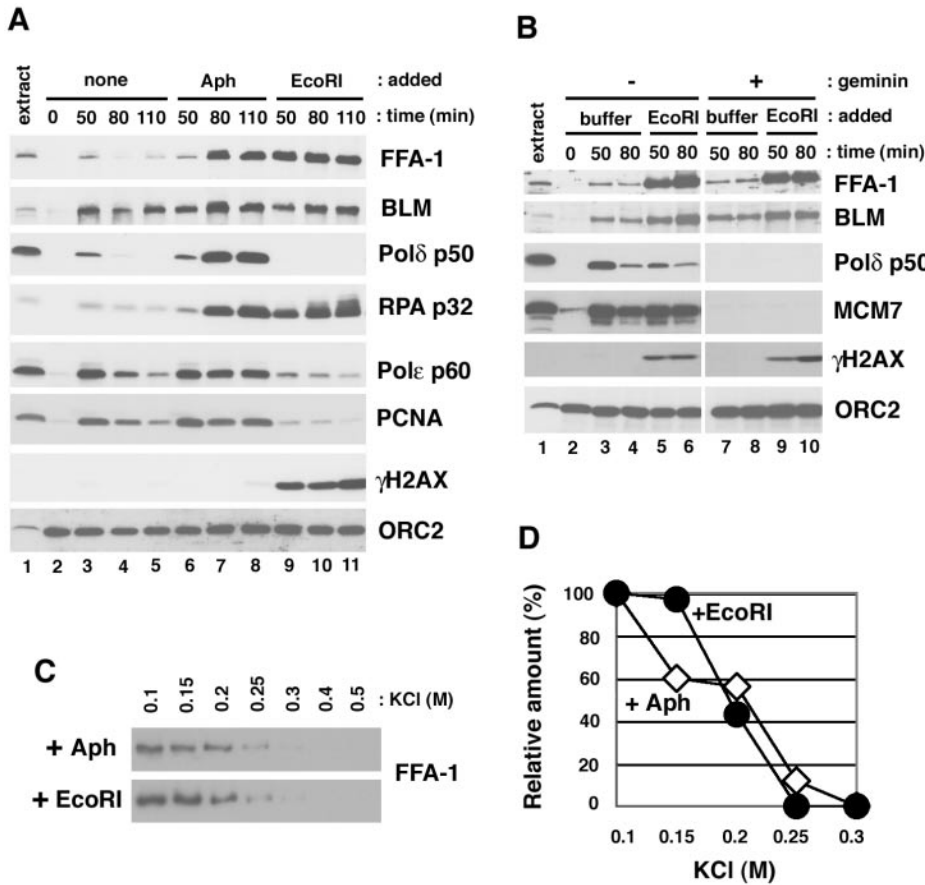 A
extract
none Aph EcoRI : added
0 50 80 110 50 80 110 50 80 110 : time (min)
FFA-1
BLM
Polδ p50
RPA p32
Polε p60
PCNA
γH2AX
ORC2
1 2 3 4 5 6 7 8 9 10 11
B
extract
- + : geminin
buffer EcoRI buffer EcoRI : added
0 50 80 50 80 50 80 50 80 : time (min)
FFA-1
BLM
Polδ p50
MCM7
γH2AX
ORC2
1 2 3 4 5 6 7 8 9 10
C
0.1 0.15 0.2 0.25 0.3 0.4 0.5 : KCl (M)
+ Aph
FFA-1
+ EcoRI
D
Relative amount (%)
100
80
60
40
20
0
+EcoRI
+ Aph
0.1 0.15 0.2 0.25 0.3
KCl (M)